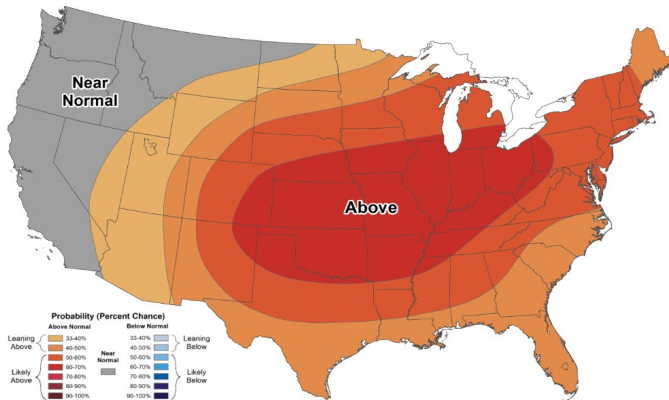 Near
Normal
Above
Probability (Percent Chance)
Above Normal Below Normal
Leaning
Above
33-40% 33-40%
40-50% 40-50%
Leaning
Below
Near
Normal
Likely
Above
50-60% 50-60%
60-70% 60-70%
70-80% 70-80%
80-90% 80-90%
90-100% 90-100%
Likely
Below